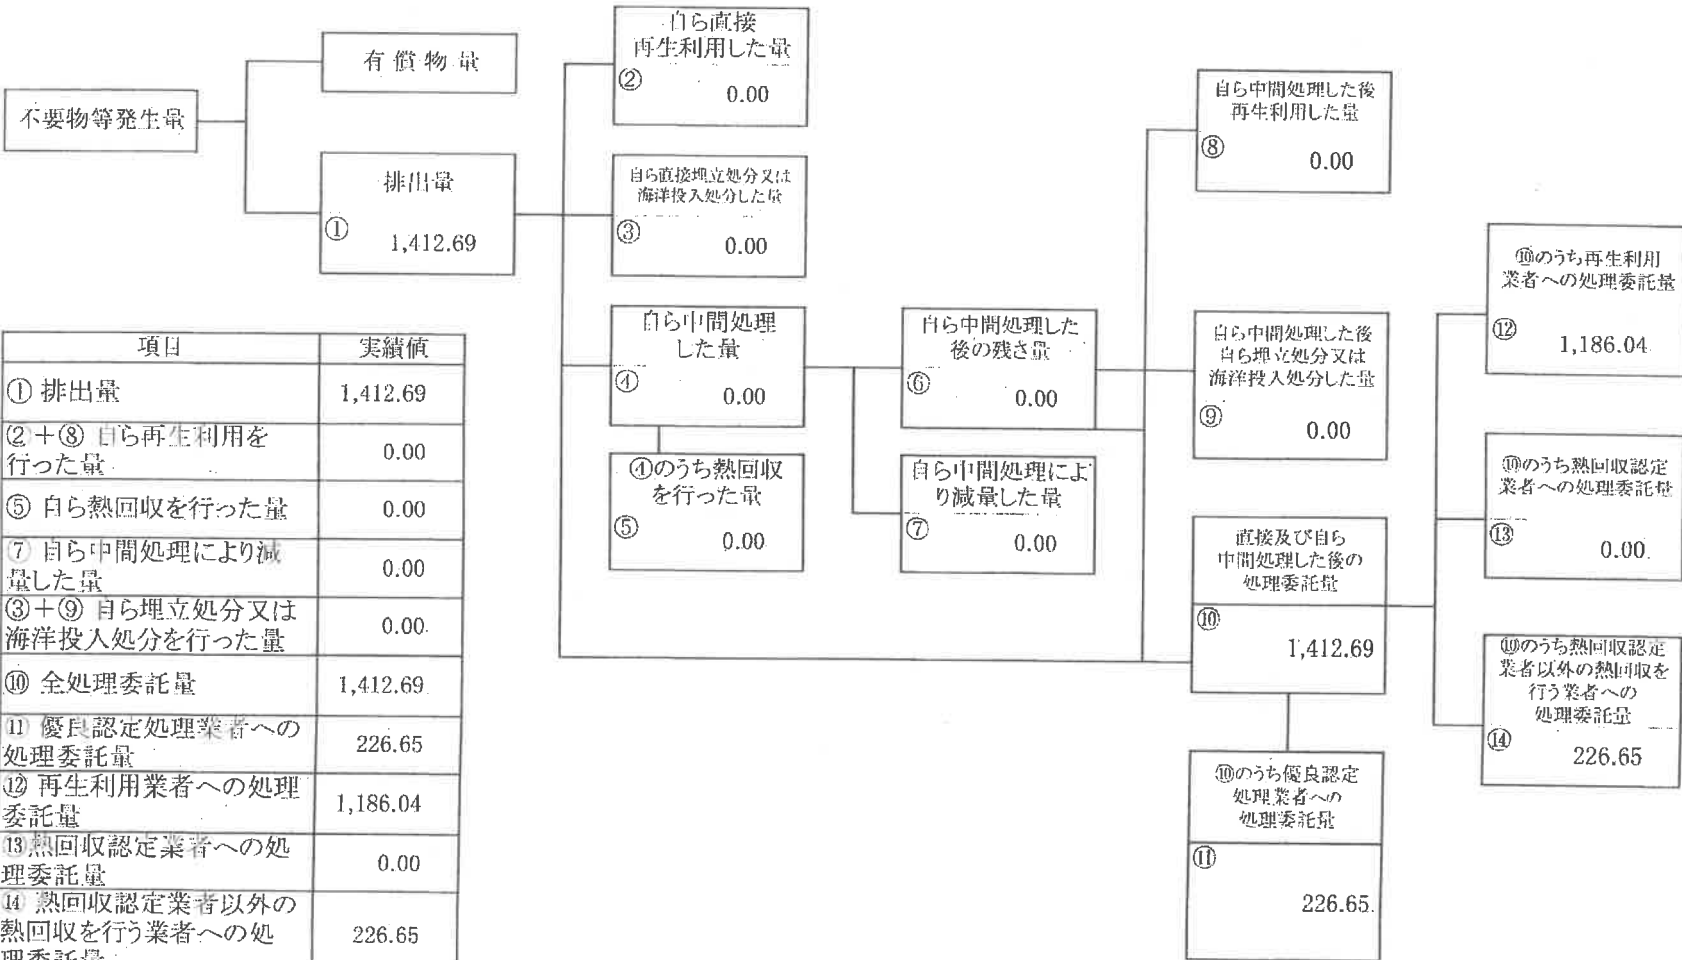 不要物等発生量
有償物量
排出量
①
1,412.69
自ら直接
再生利用した量
②
0.00
自ら直接埋立処分又は
海洋投入処分した量
③
0.00
自ら中間処理
した量
④
0.00
④のうち熱回収
を行った量
⑤
0.00
自ら中間処理した
後の残さ量
⑥
0.00
自ら中間処理によ
り減量した量
⑦
0.00
自ら中間処理した後
再生利用した量
⑧
0.00
自ら中間処理した後
自ら埋立処分又は
海洋投入処分した量
⑨
0.00
直接及び自ら
中間処理した後の
処理委託量
⑩
1,412.69
⑩のうち優良認定
処理業者への
処理委託量
⑪
226.65
⑩のうち再生利用
業者への処理委託量
⑫
1,186.04
⑩のうち熱回収認定
業者への処理委託量
⑬
0.00
⑩のうち熱回収認定
業者以外の熱回収を
行う業者への
処理委託量
⑭
226.65
項目 実績値
① 排出量 1,412.69
②+⑧ 自ら再生利用を
行った量 0.00
⑤ 自ら熱回収を行った量 0.00
⑦ 自ら中間処理により減
量した量 0.00
③+⑨ 自ら埋立処分又は
海洋投入処分を行った量 0.00
⑩ 全処理委託量 1,412.69
⑪ 優良認定処理業者への
処理委託量 226.65
⑫ 再生利用業者への処理
委託量 1,186.04
⑬熱回収認定業者への処
理委託量 0.00
⑭ 熱回収認定業者以外の
熱回収を行う業者への処
理委託量 226.65